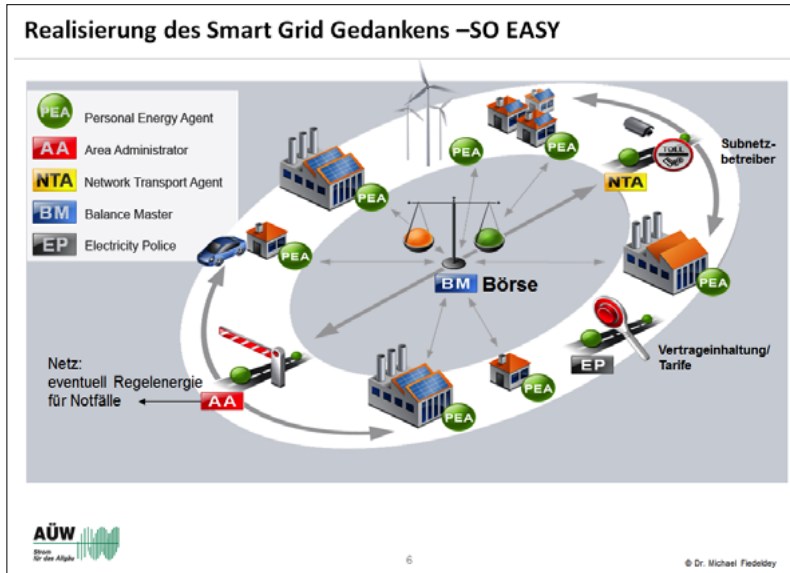 Realisierung des Smart Grid Gedankens –SO EASY
PEA Personal Energy Agent
AA Area Administrator
NTA Network Transport Agent
BM Balance Master
EP Electricity Police
PEA
PEA
PEA
TOLL
Subnetz-
betreiber
NTA
PEA
PEA
BM Börse
PEA
Netz:
eventuell Regelenergie
für Notfälle
AA
Vertrageinhaltung/
Tarife
EP
PEA
PEA
AÜW
Strom
für das Allgäu
6
© Dr. Michael Fiedeldey